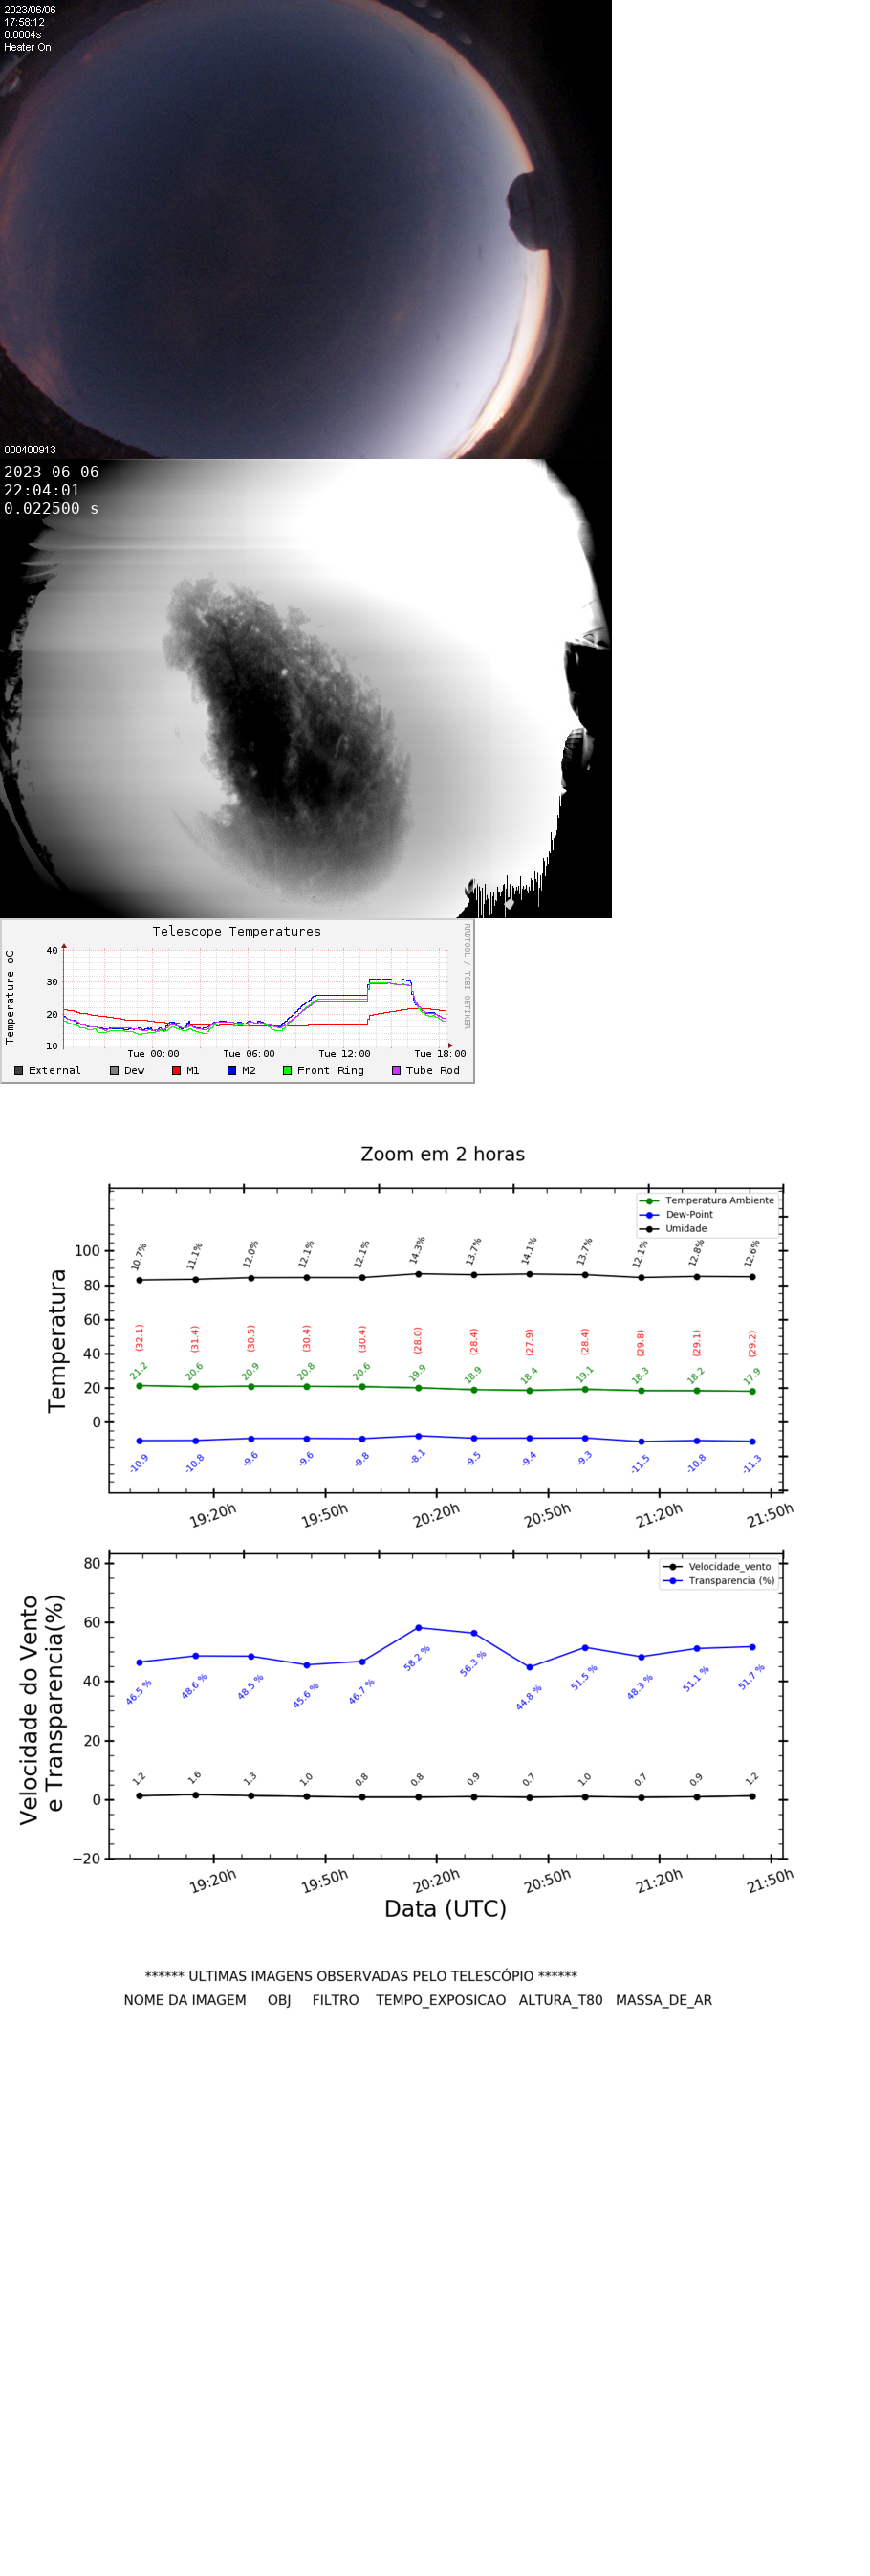 2023/06/06
17:58:12
0.0004s
Heater On
000400913
2023-06-06
22:04:01
0.022500 s
Telescope Temperatures
RRDTOOL / TOBI OETIKER
Temperature oC
40
30
20
10
Tue 00:00 Tue 06:00 Tue 12:00 Tue 18:00
External Dew M1 M2 Front Ring Tube Rod
Zoom em 2 horas
Temperatura Ambiente
Dew-Point
Umidade
Temperatura
100
80
60
40
20
0
10.7% 11.1% 12.0% 12.1% 12.1% 14.3% 13.7% 14.1% 13.7% 12.1% 12.8% 12.6%
(32.1) (31.4) (30.5) (30.4) (30.4) (28.0) (28.4) (27.9) (28.4) (29.8) (29.1) (29.2)
21.2 20.6 20.9 20.8 20.6 19.9 18.9 18.4 19.1 18.3 18.2 17.9
-10.9 -10.8 -9.6 -9.6 -9.8 -8.1 -9.5 -9.4 -9.3 -11.5 -10.8 -11.3
19:20h 19:50h 20:20h 20:50h 21:20h 21:50h
Velocidade_vento
Transparencia (%)
Velocidade do Vento
e Transparencia(%)
80
60
40
20
0
−20
46.5 % 48.6 % 48.5 % 45.6 % 46.7 % 58.2 % 56.3 % 44.8 % 51.5 % 48.3 % 51.1 % 51.7 %
1.2 1.6 1.3 1.0 0.8 0.8 0.9 0.7 1.0 0.7 0.9 1.2
19:20h 19:50h 20:20h 20:50h 21:20h 21:50h
Data (UTC)
****** ULTIMAS IMAGENS OBSERVADAS PELO TELESCÓPIO ******
NOME DA IMAGEM OBJ FILTRO TEMPO_EXPOSICAO ALTURA_T80 MASSA_DE_AR